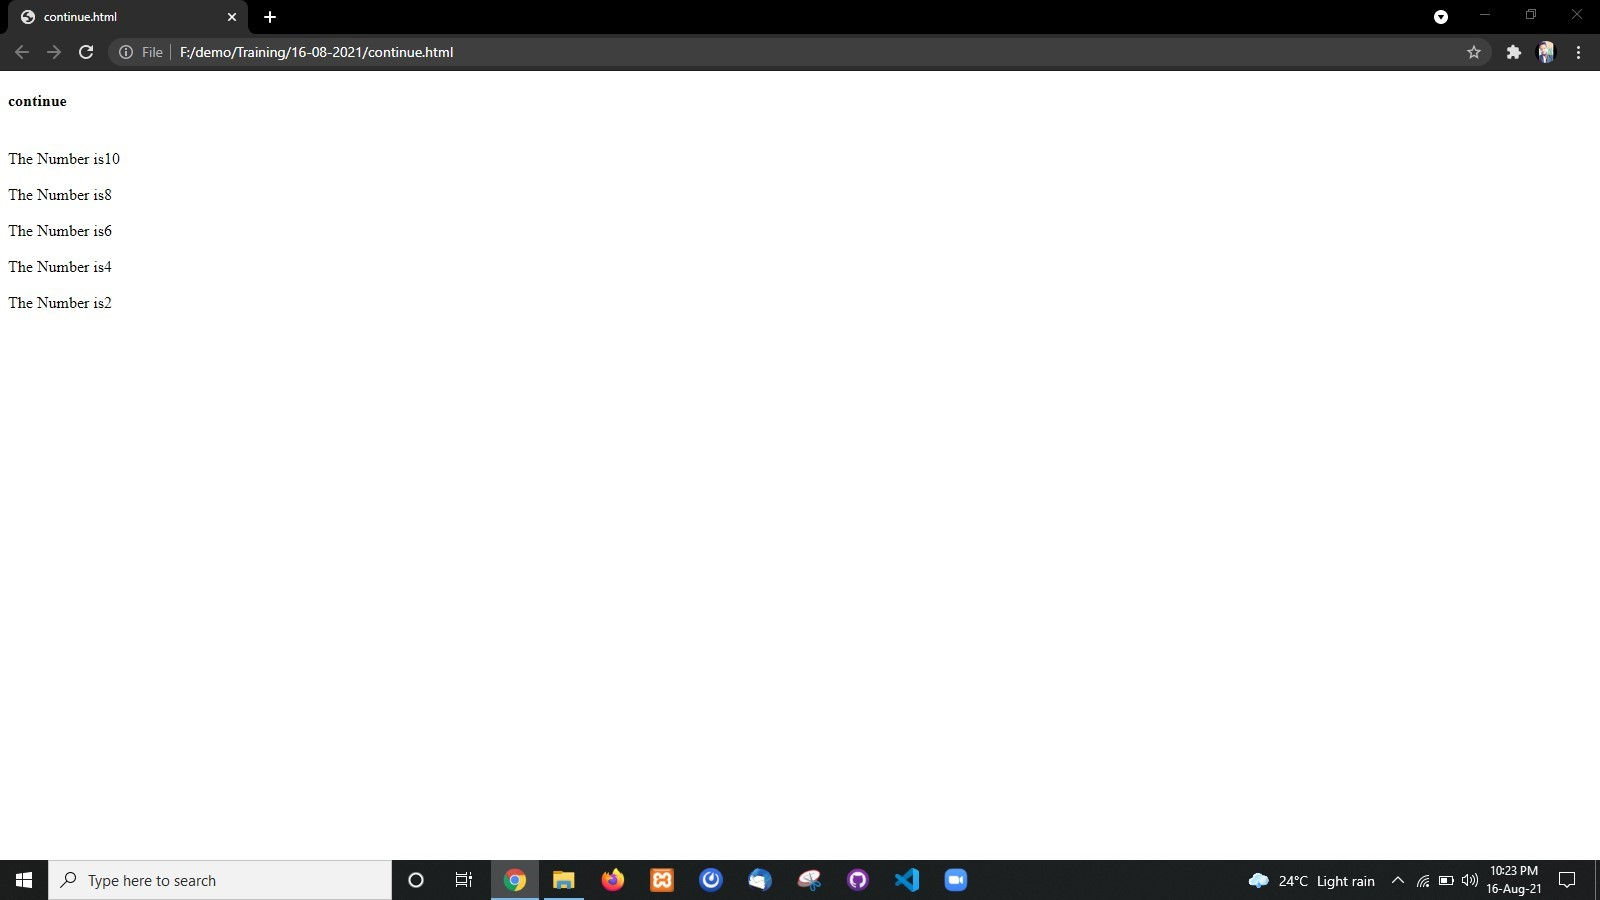 continue.html
File F:/demo/Training/16-08-2021/continue.html
continue
The Number is10
The Number is8
The Number is6
The Number is4
The Number is2
Type here to search
24°C Light rain
10:23 PM
16-Aug-21